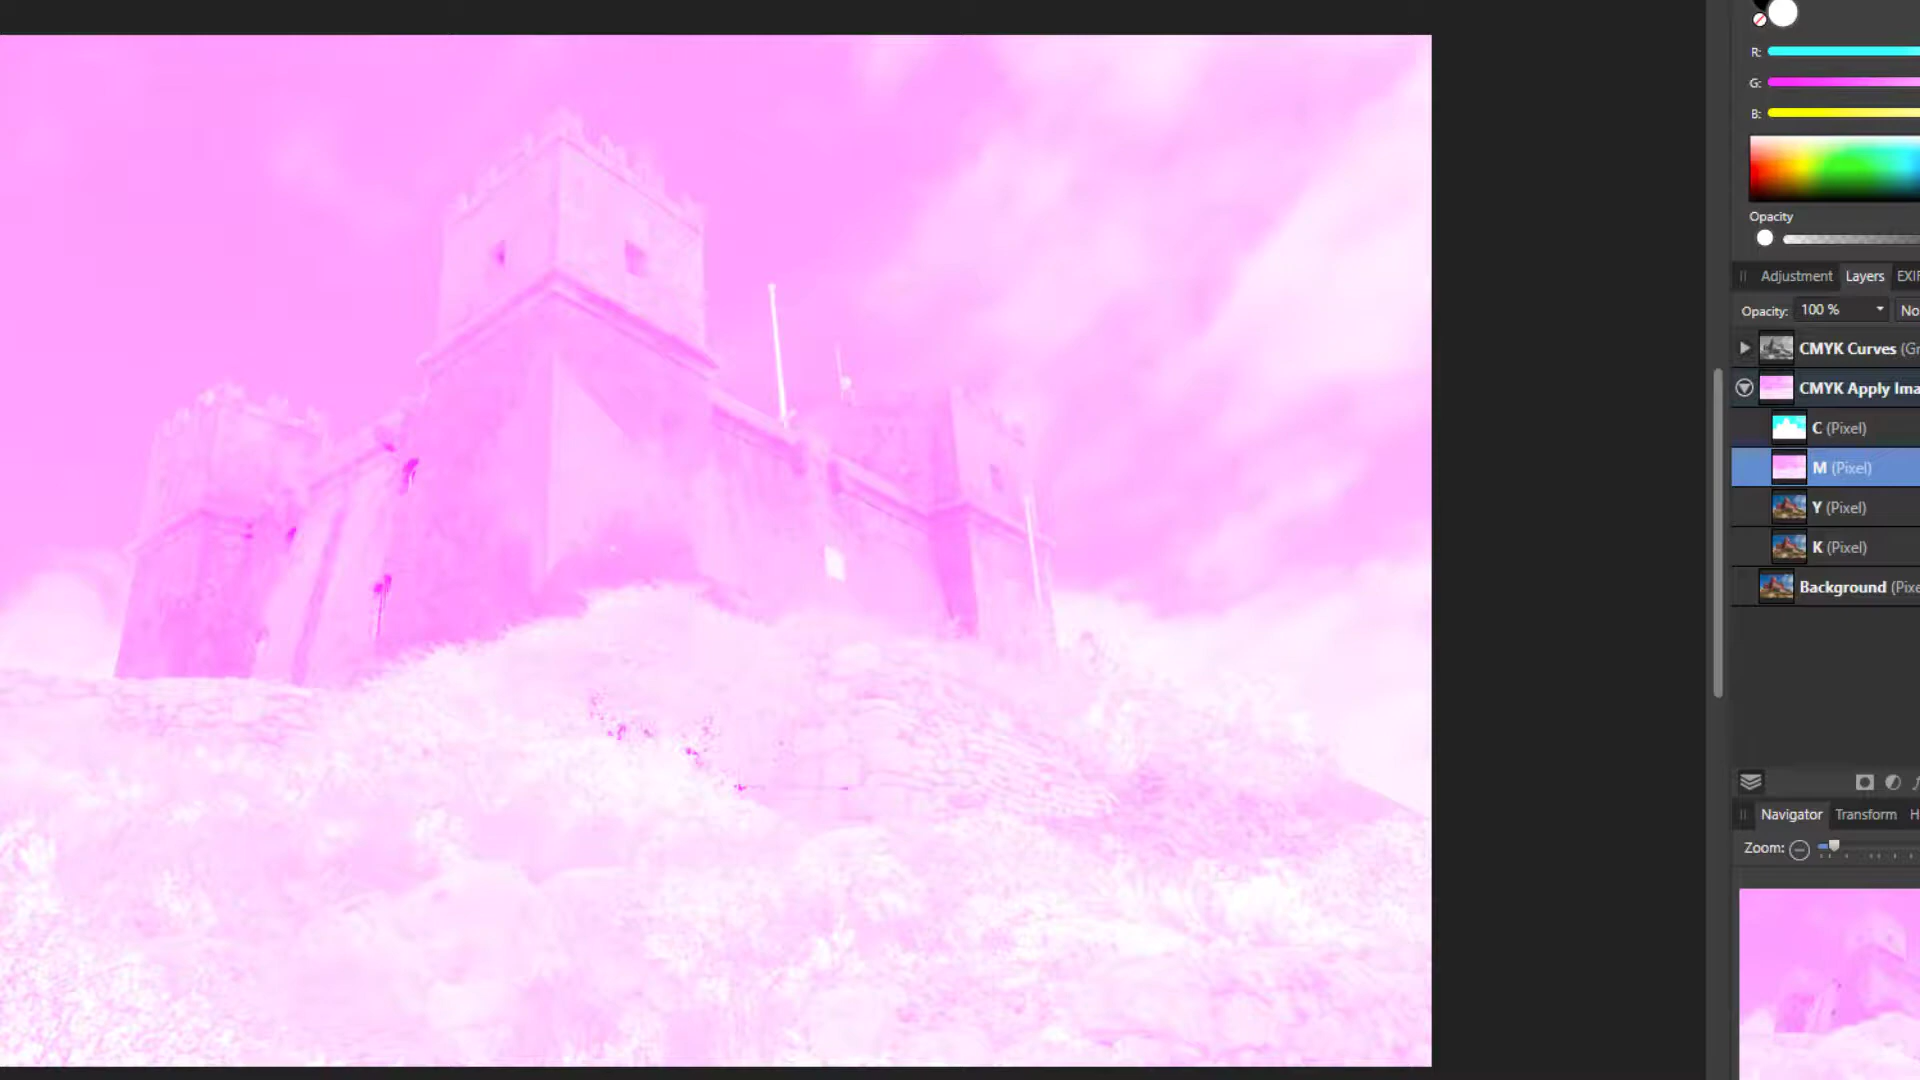 R:
G:
B:
Opacity
Adjustment Layers EXIF
Opacity: 100 %
CMYK Curves
CMYK Apply
C (Pixel)
M (Pixel)
Y (Pixel)
K (Pixel)
Background
Navigator Transform
Zoom: